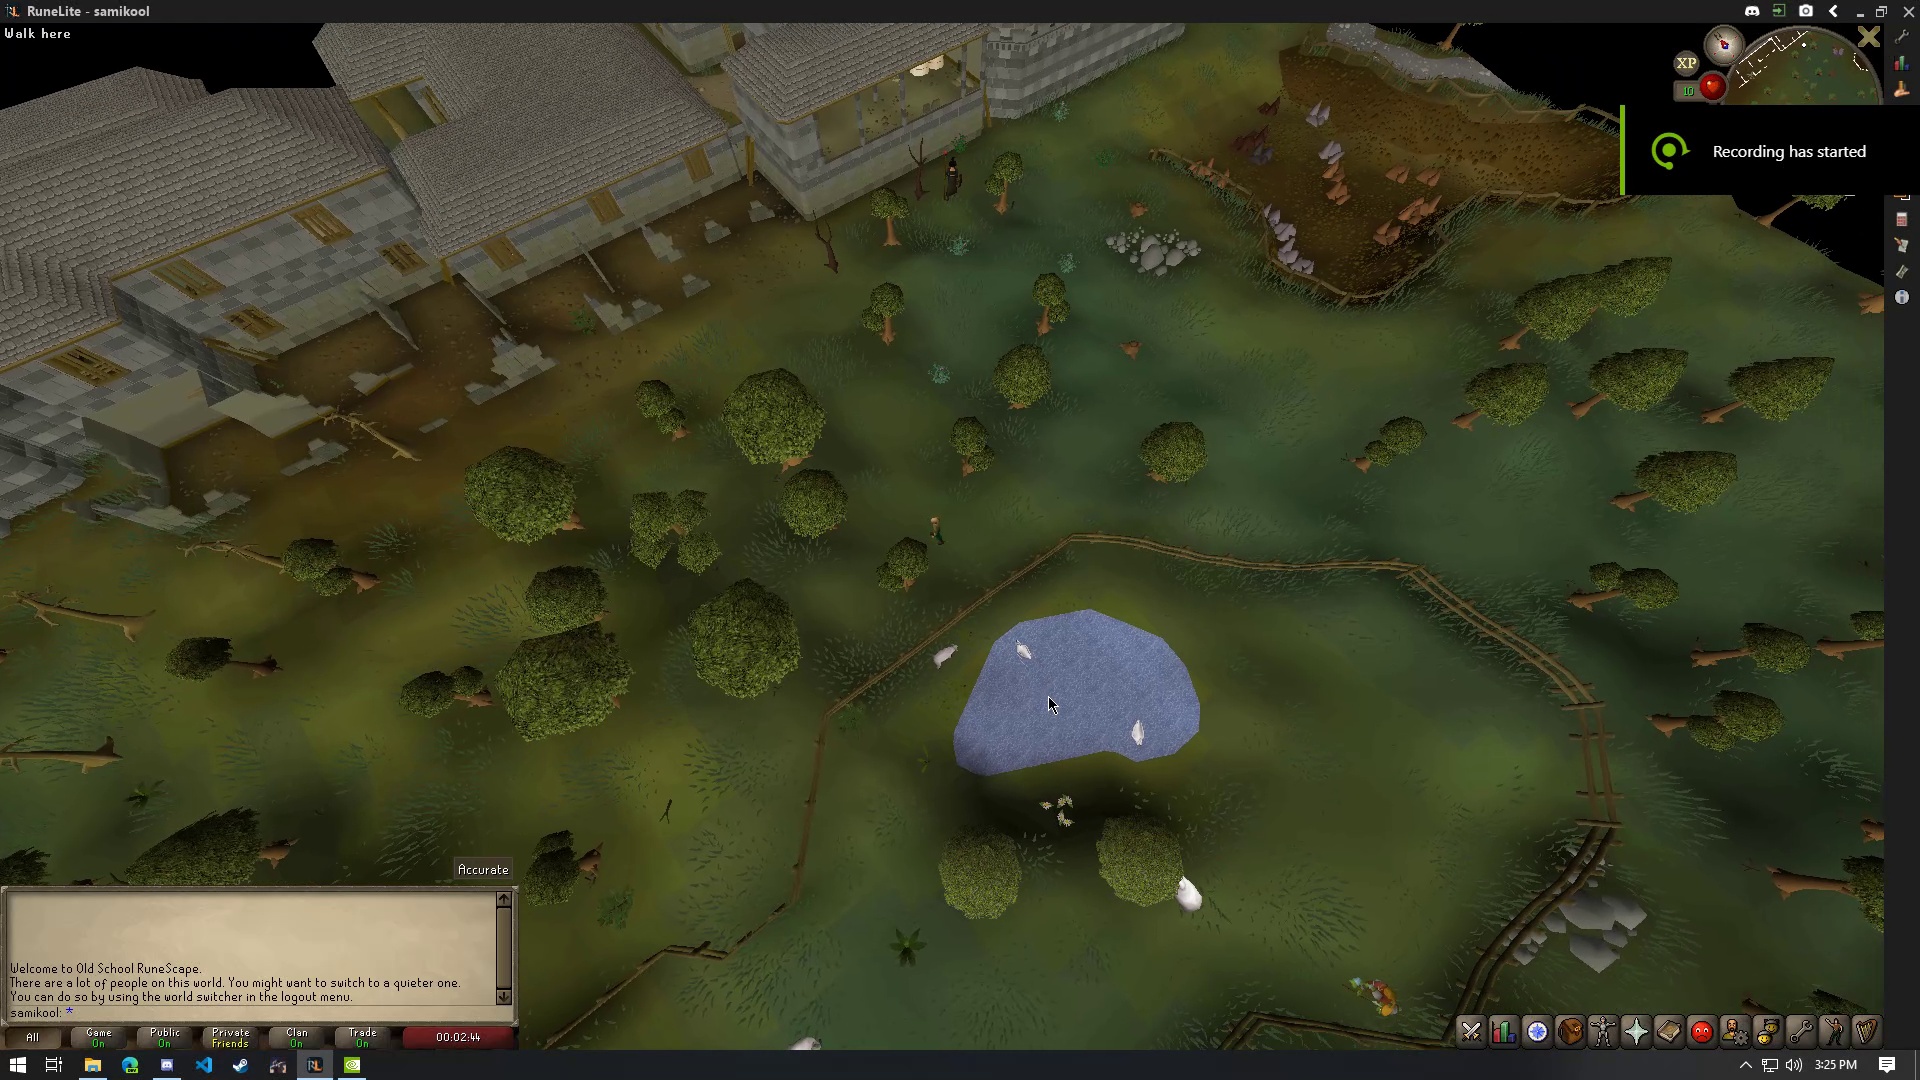 RuneLite - samikool
Walk here
XP
10
Recording has started
Accurate
Welcome to Old School RuneScape.
There are a lot of people on this world. You might want to switch to a quieter one.
You can do so by using the world switcher in the logout menu.
samikool: *
All
Game
On
Public
On
Private
Friends
Clan
On
Trade
On
00:02:44
3:25 PM